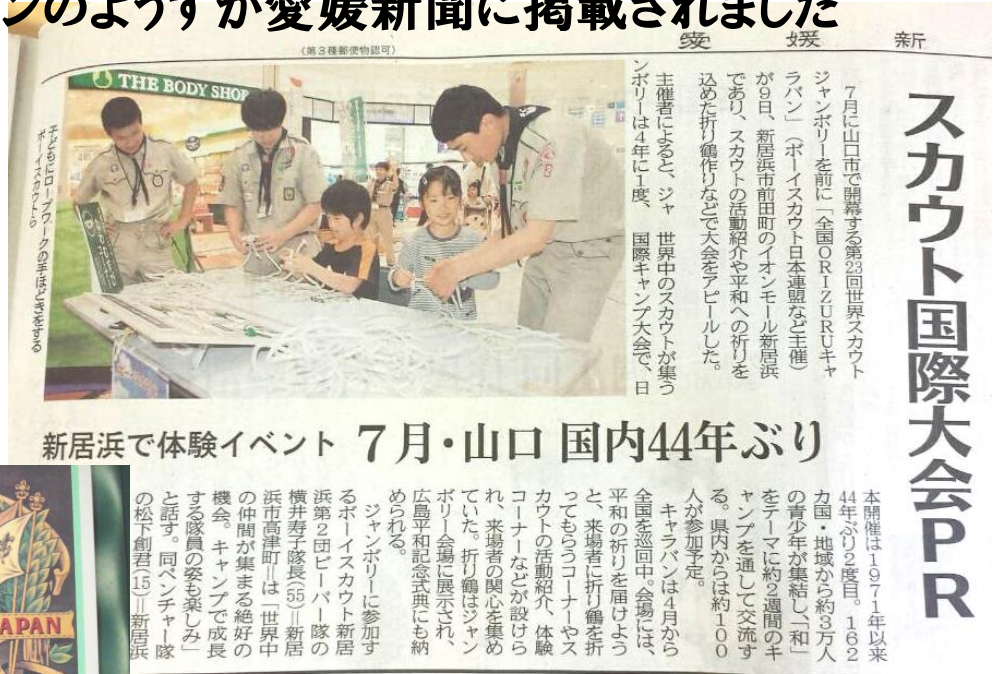 ンのようすが愛媛新聞に掲載されました
(第3種郵便物認可)
愛媛新
スカウト国際大会PR
7月・山口 国内44年ぶり
新居浜で体験イベント
7月に山口市で開幕する第23回世界スカウト
ジャンボリーを前に「全国ORIZURUキャ
ラバン」(ボーイスカウト日本連盟など主催)
が9日、新居浜市前田町のイオンモール新居浜
であり、スカウトの活動紹介や平和への祈りを
込めた折り鶴作りなどで大会をアピールした。
主催者によると、ジャ
ンボリーは4年に1度、
世界中のスカウトが集う
国際キャンプ大会で、日
本開催は1971年以来
44年ぶり2度目。162
カ国・地域から約3万人
の青少年が集結し、「和」
をテーマに約2週間のキ
ャンプを通して交流す
る。県内からは約100
人が参加予定。
キャラバンは4月から
全国を巡回中。会場には、
平和の祈りを届けよう
と、来場者に折り鶴を折
ってもらうコーナーやス
カウトの活動紹介、体験
コーナーなどが設けら
れ、来場者の関心を集め
ていた。折り鶴はジャン
ボリー会場に展示され、
広島平和記念式典にも納
められる。
ジャンボリーに参加す
るボーイスカウト新居
浜第2団ビーバー隊の
横井寿子隊長(55)=新居
浜市高津町=は「世界中
の仲間が集まる絶好の
機会。キャンプで成長
する隊員の姿も楽しみ」
と話す。同ベンチャー隊
の松下創君(15)=新居浜
子どもにロープワークの手ほどきをする
ボーイスカウトら
THE BODY SHOP
APAN